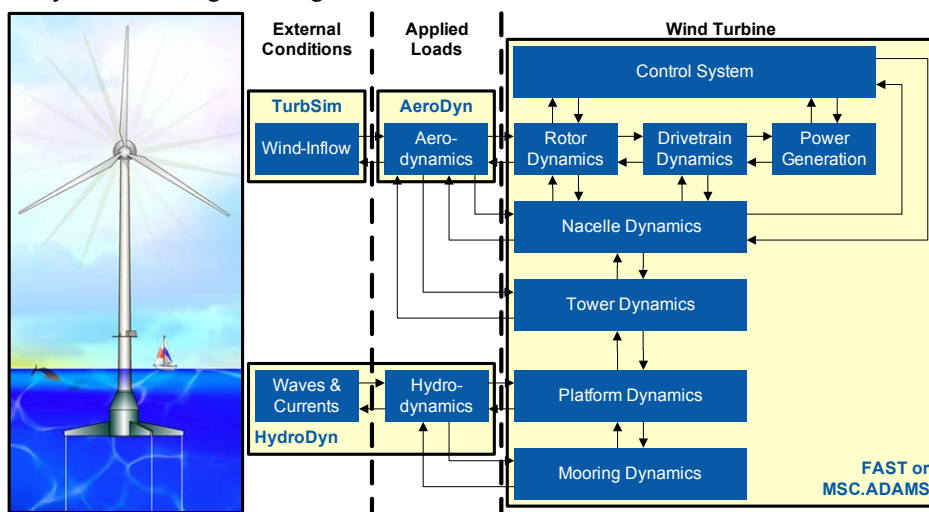 External
Conditions
Applied
Loads
Wind Turbine
Control System
TurbSim
AeroDyn
Wind-Inflow
Aero-
dynamics
Rotor
Dynamics
Drivetrain
Dynamics
Power
Generation
Nacelle Dynamics
Tower Dynamics
Waves &
Currents
Hydro-
dynamics
Platform Dynamics
HydroDyn
Mooring Dynamics
FAST or
MSC.ADAMS